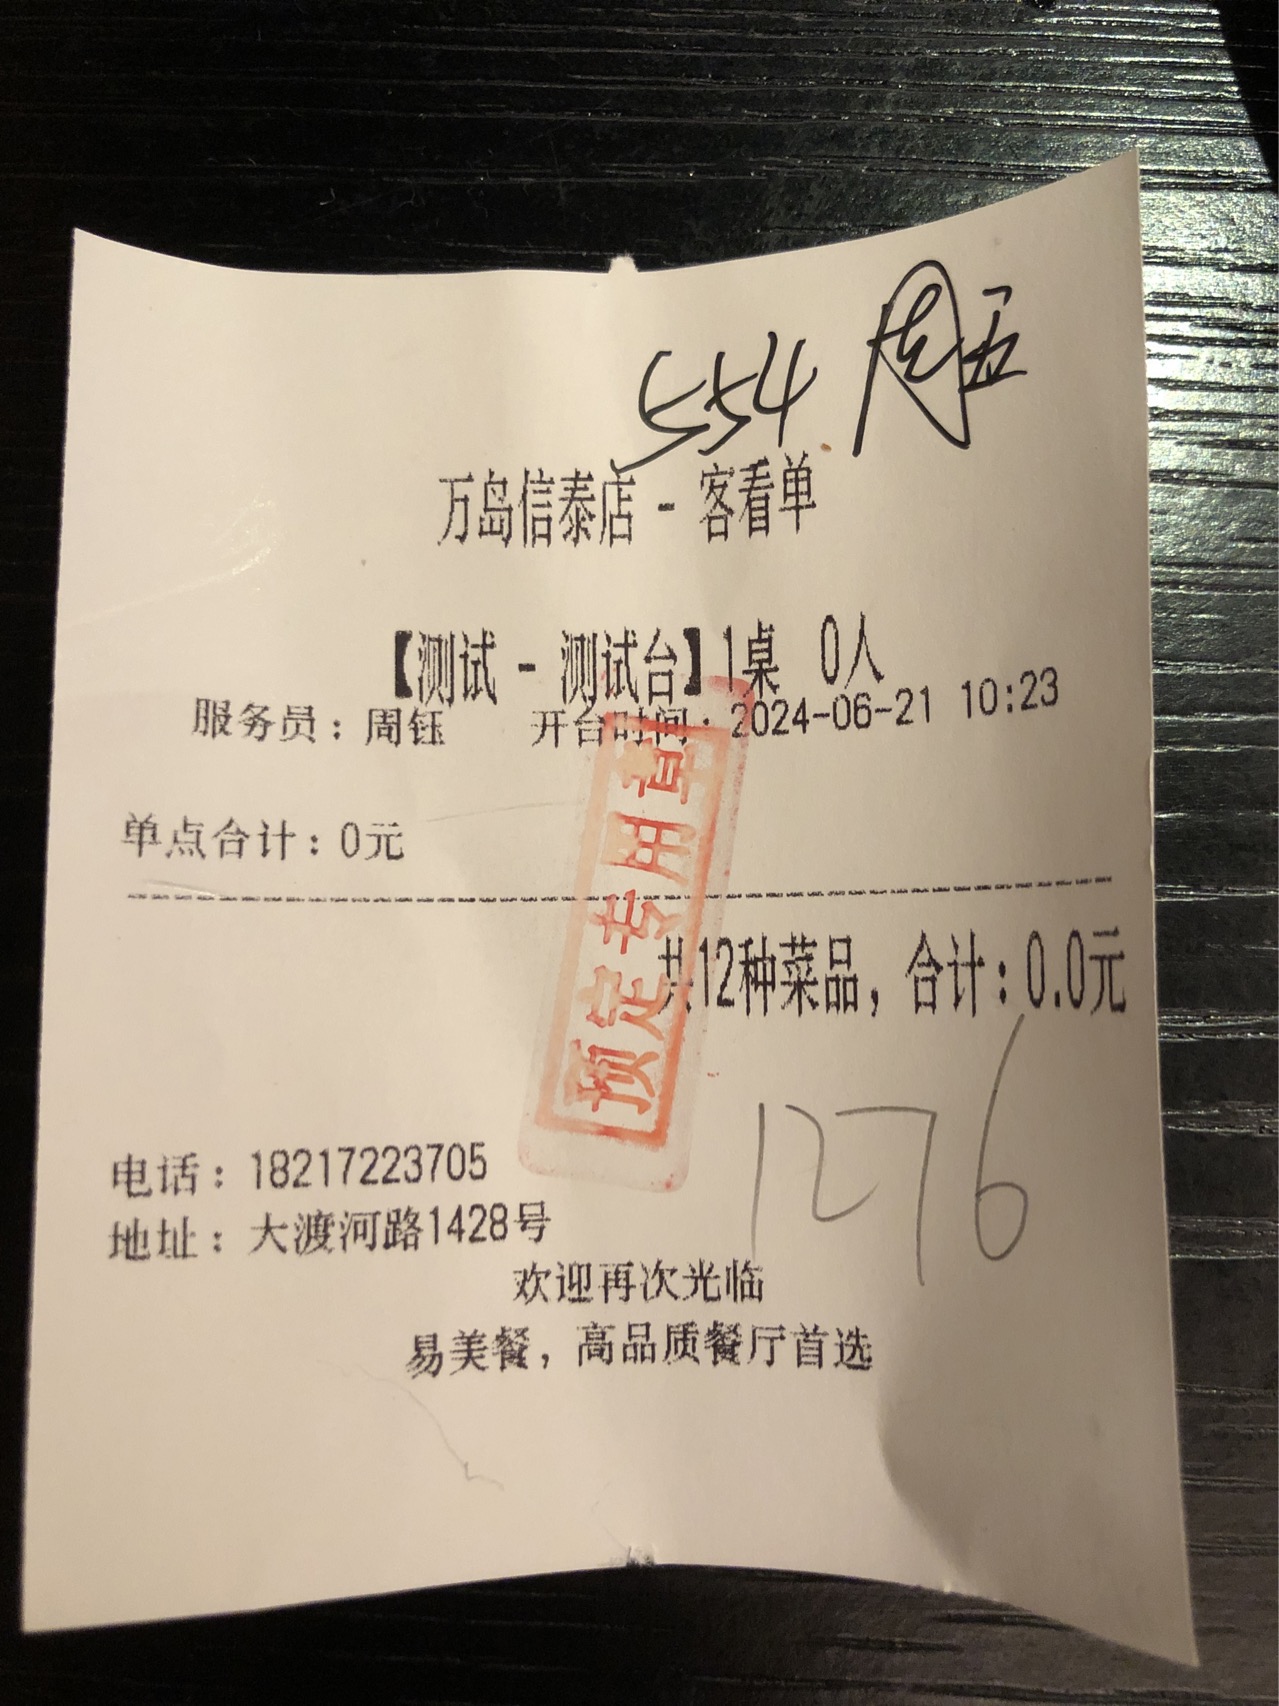 554 周五
万岛信泰店 - 客看单
【测试 - 测试台】1桌 0人
服务员：周钰 开台时间：2024-06-21 10:23
单点合计：0元
共12种菜品，合计：0.0元
预定专用章
1276
电话：18217223705
地址：大渡河路1428号
欢迎再次光临
易美餐，高品质餐厅首选